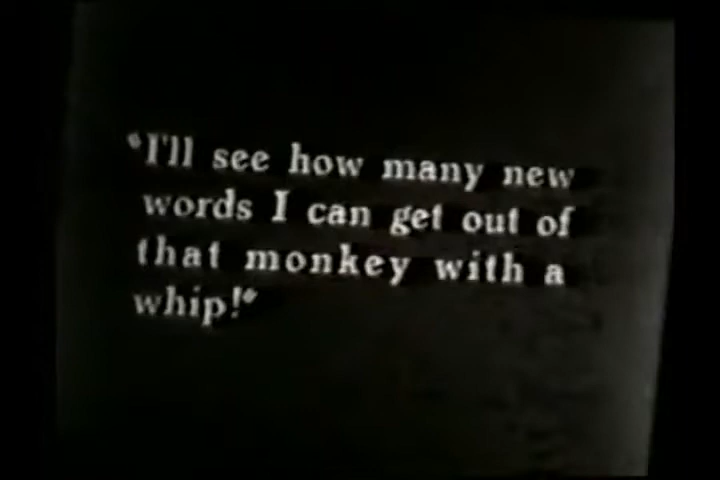 "I'll see how many new
words I can get out of
that monkey with a
whip!"